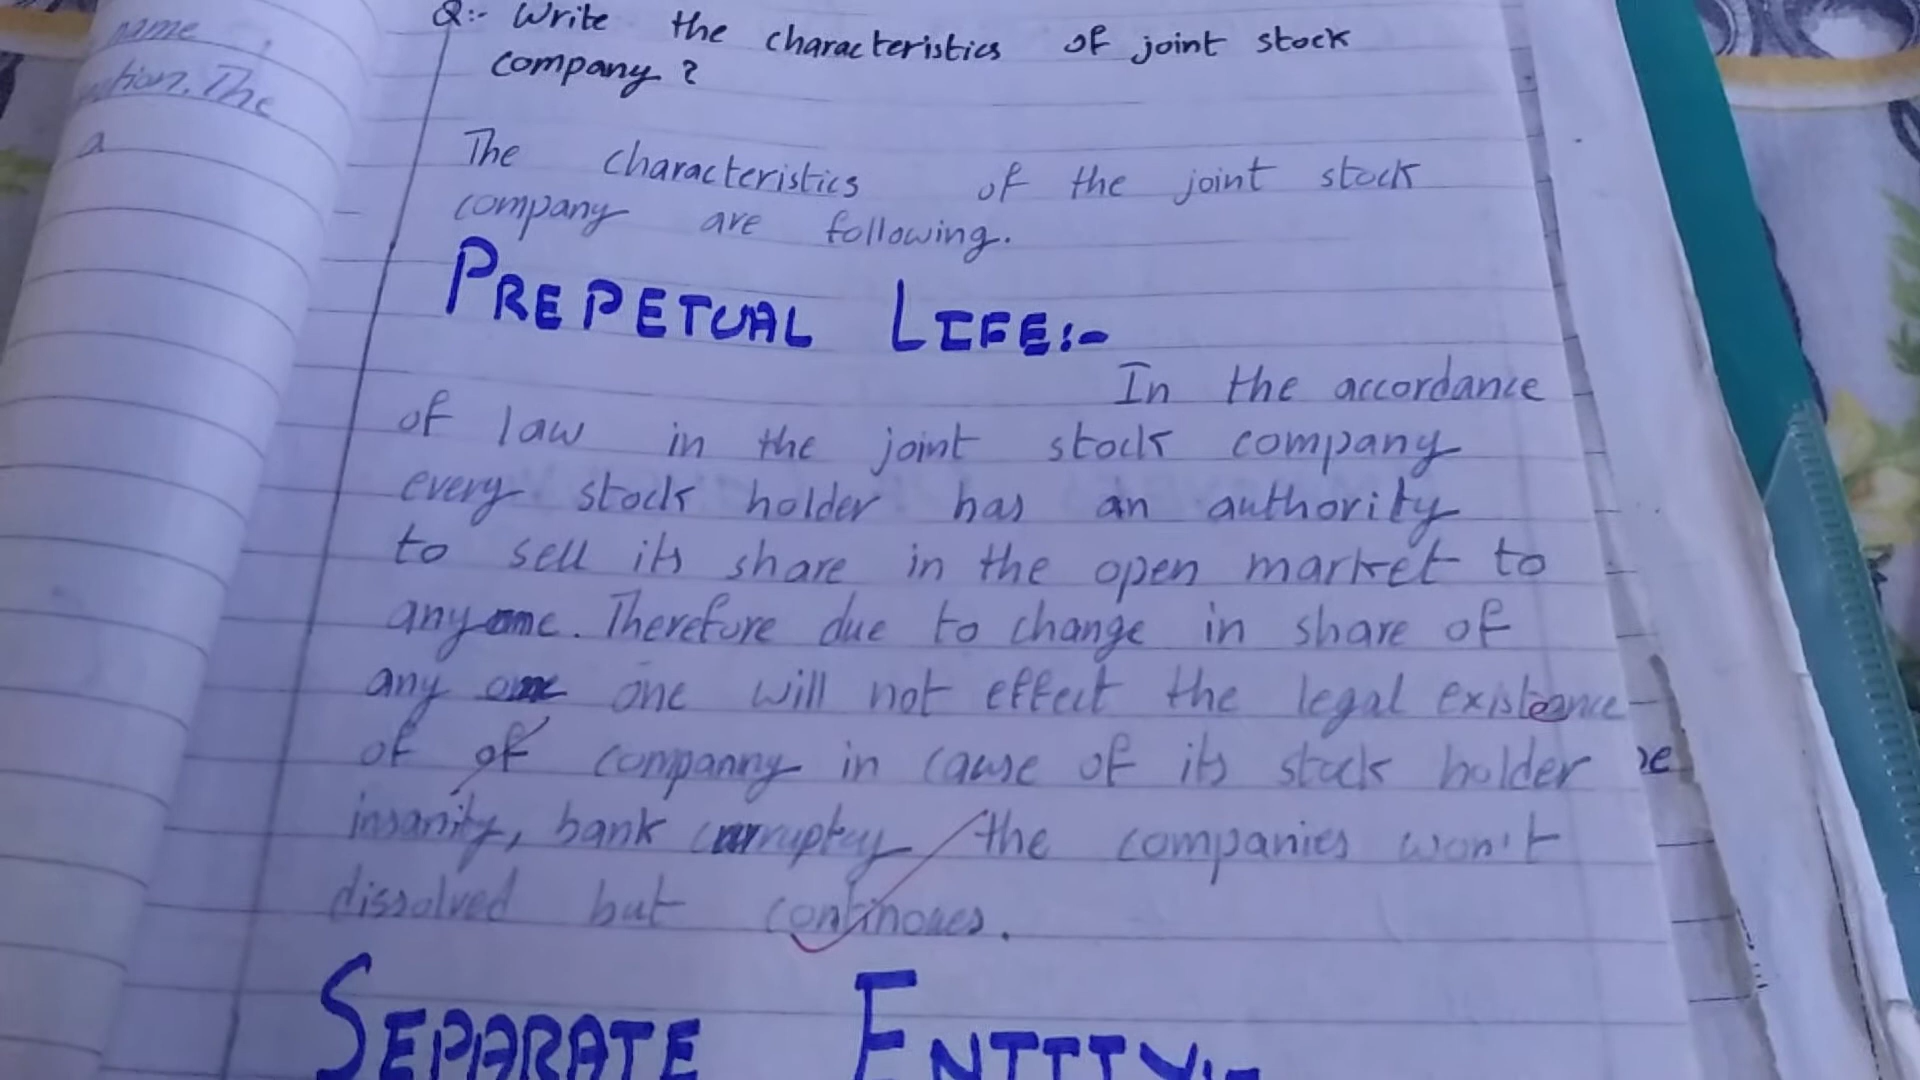 name
The
a
Q:- Write the characteristics of joint stock
company?
The characteristics of the joint stock
company are following.
PREPETUAL LIFE:-
In the accordance
of law in the joint stock company
every stock holder has an authority
to sell its share in the open market to
anyone. Therefore due to change in share of
any one will not effect the legal existence
of of companny in cause of its stock holder
insanity, bank curruptcy the companies won't
dissolved but continoues.
SEPARATE ENTITY:-